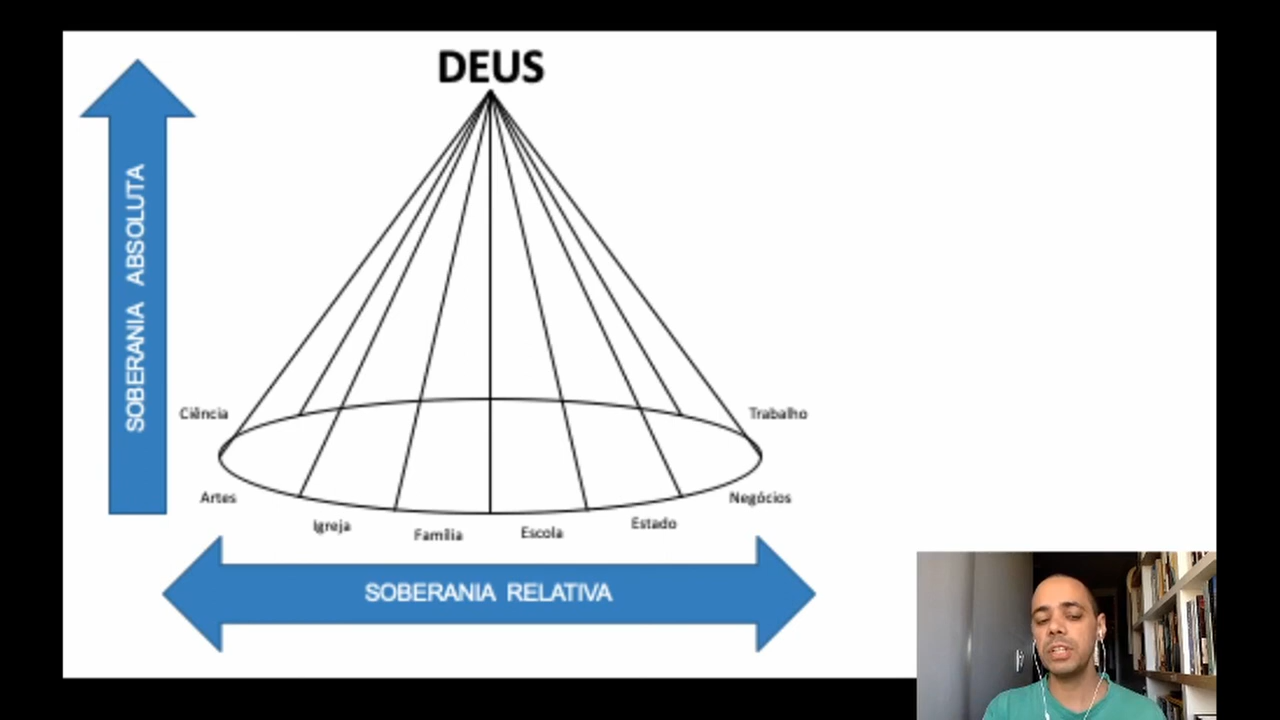 DEUS
SOBERANIA ABSOLUTA
Ciência
Trabalho
Artes
Negócios
Igreja
Família
Escola
Estado
SOBERANIA RELATIVA